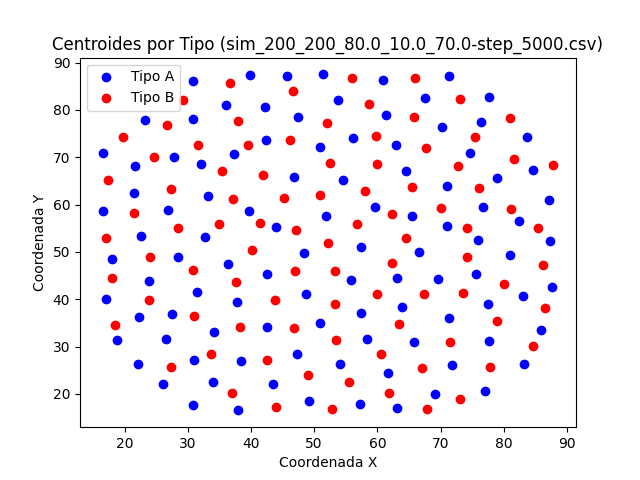 Centroides por Tipo (sim_200_200_80.0_10.0_70.0-step_5000.csv)
Tipo A
Tipo B
90
80
70
60
50
40
30
20
Coordenada Y
20 30 40 50 60 70 80 90
Coordenada X